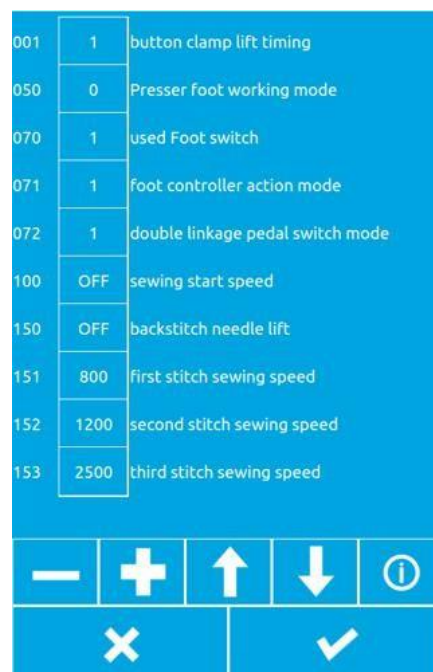 001 1 button clamp lift timing
050 0 Presser foot working mode
070 1 used Foot switch
071 1 foot controller action mode
072 1 double linkage pedal switch mode
100 OFF sewing start speed
150 OFF backstitch needle lift
151 800 first stitch sewing speed
152 1200 second stitch sewing speed
153 2500 third stitch sewing speed